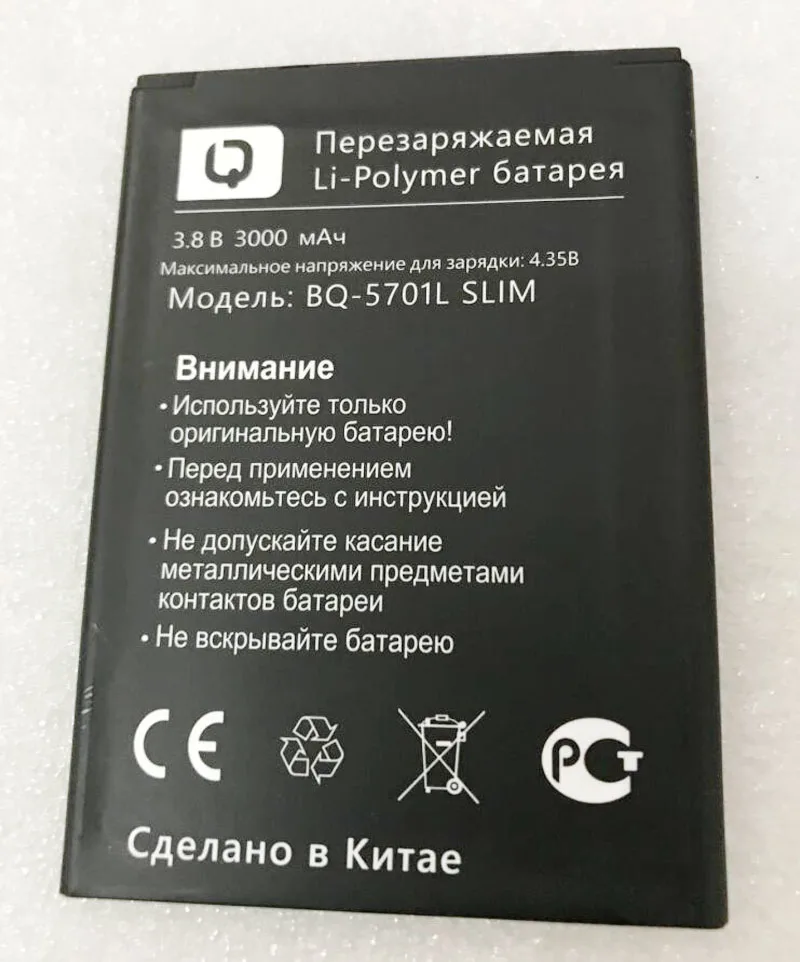 BQ
Перезаряжаемая
Li-Polymer батарея
3.8 В 3000 мАч
Максимальное напряжение для зарядки: 4.35В
Модель: BQ-5701L SLIM
Внимание
•Используйте только
оригинальную батарею!
•Перед применением
ознакомьтесь с инструкцией
•Не допускайте касание
металлическими предметами
контактов батареи
•Не вскрывайте батарею
CE
РСТ
Сделано в Китае